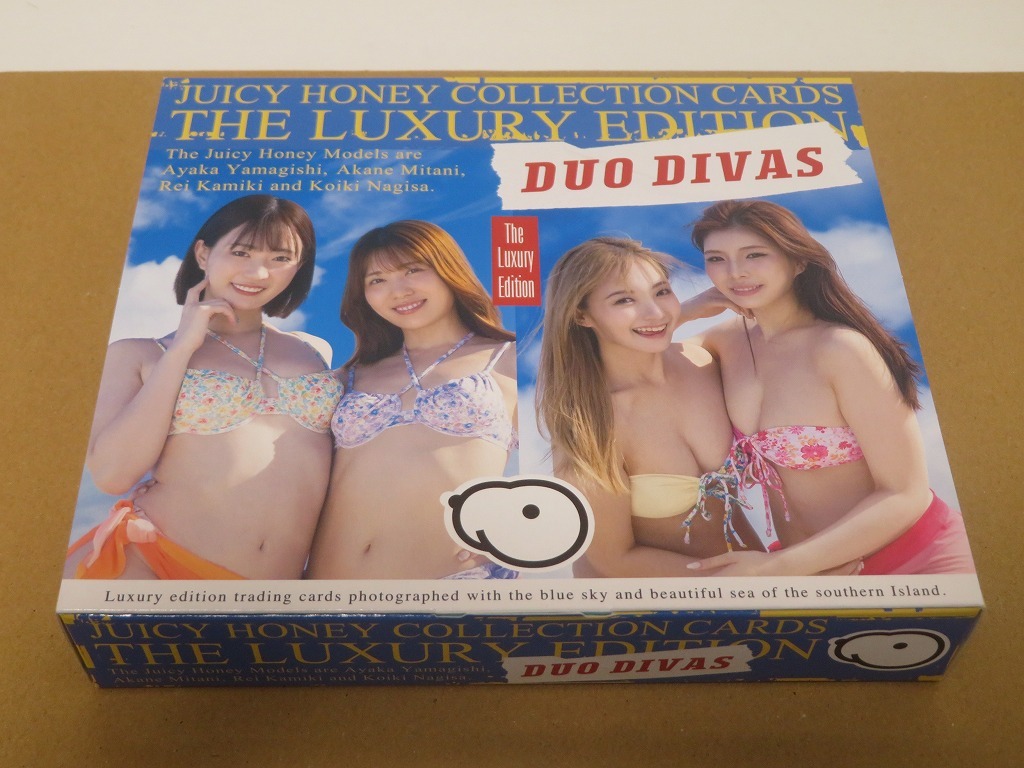 JUICY HONEY COLLECTION CARDS
THE LUXURY EDITION
The Juicy Honey Models are
Ayaka Yamagishi, Akane Mitani,
Rei Kamiki and Koiki Nagisa.
DUO DIVAS
The
Luxury
Edition
Luxury edition trading cards photographed with the blue sky and beautiful sea of the southern Island.
JUICY HONEY COLLECTION CARDS
THE LUXURY EDITION
The Juicy Honey Models are Ayaka Yamagishi,
Akane Mitani, Rei Kamiki and Koiki Nagisa.
DUO DIVAS